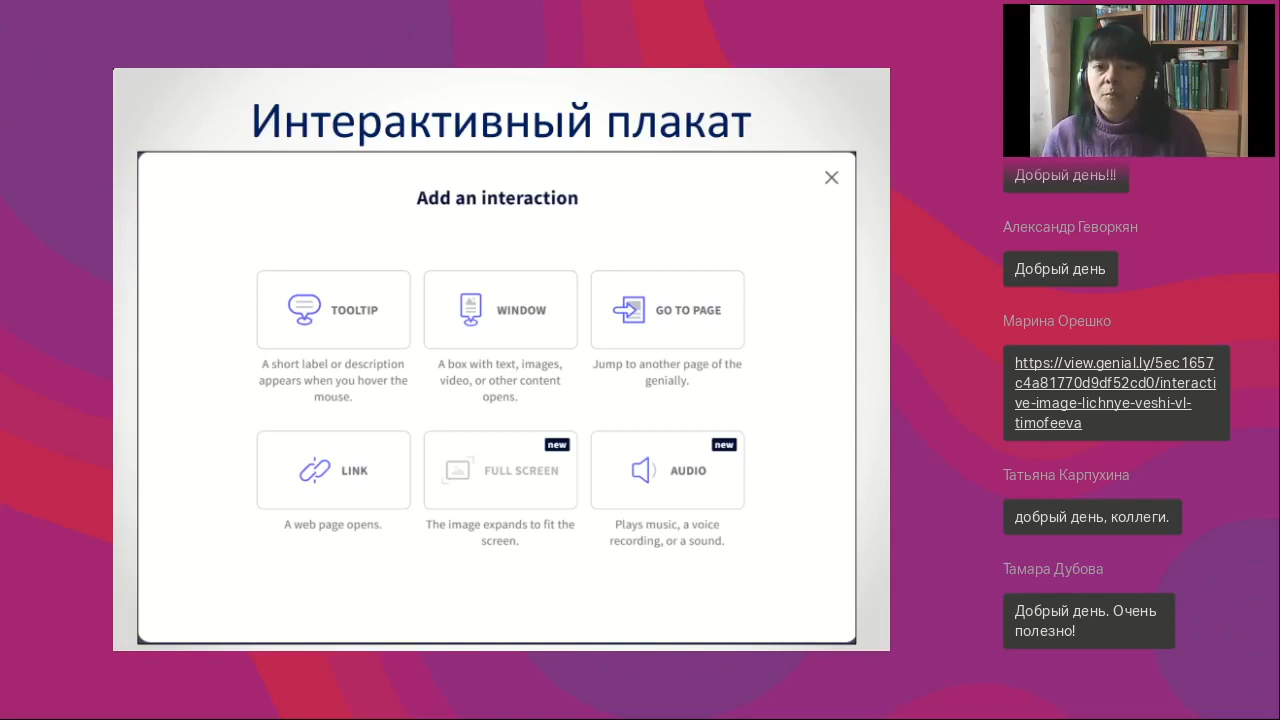 Интерактивный плакат
Add an interaction
TOOLTIP
A short label or description
appears when you hover the
mouse.
WINDOW
A box with text, images,
video, or other content
opens.
GO TO PAGE
Jump to another page of the
genially.
LINK
A web page opens.
new
FULL SCREEN
The image expands to fit the
screen.
new
AUDIO
Plays music, a voice
recording, or a sound.
Добрый день!!!
Александр Геворкян
Добрый день
Марина Орешко
https://view.genial.ly/5ec1657
c4a81770d9df52cd0/interacti
ve-image-lichnye-veshi-vl-
timofeeva
Татьяна Карпухина
добрый день, коллеги.
Тамара Дубова
Добрый день. Очень
полезно!